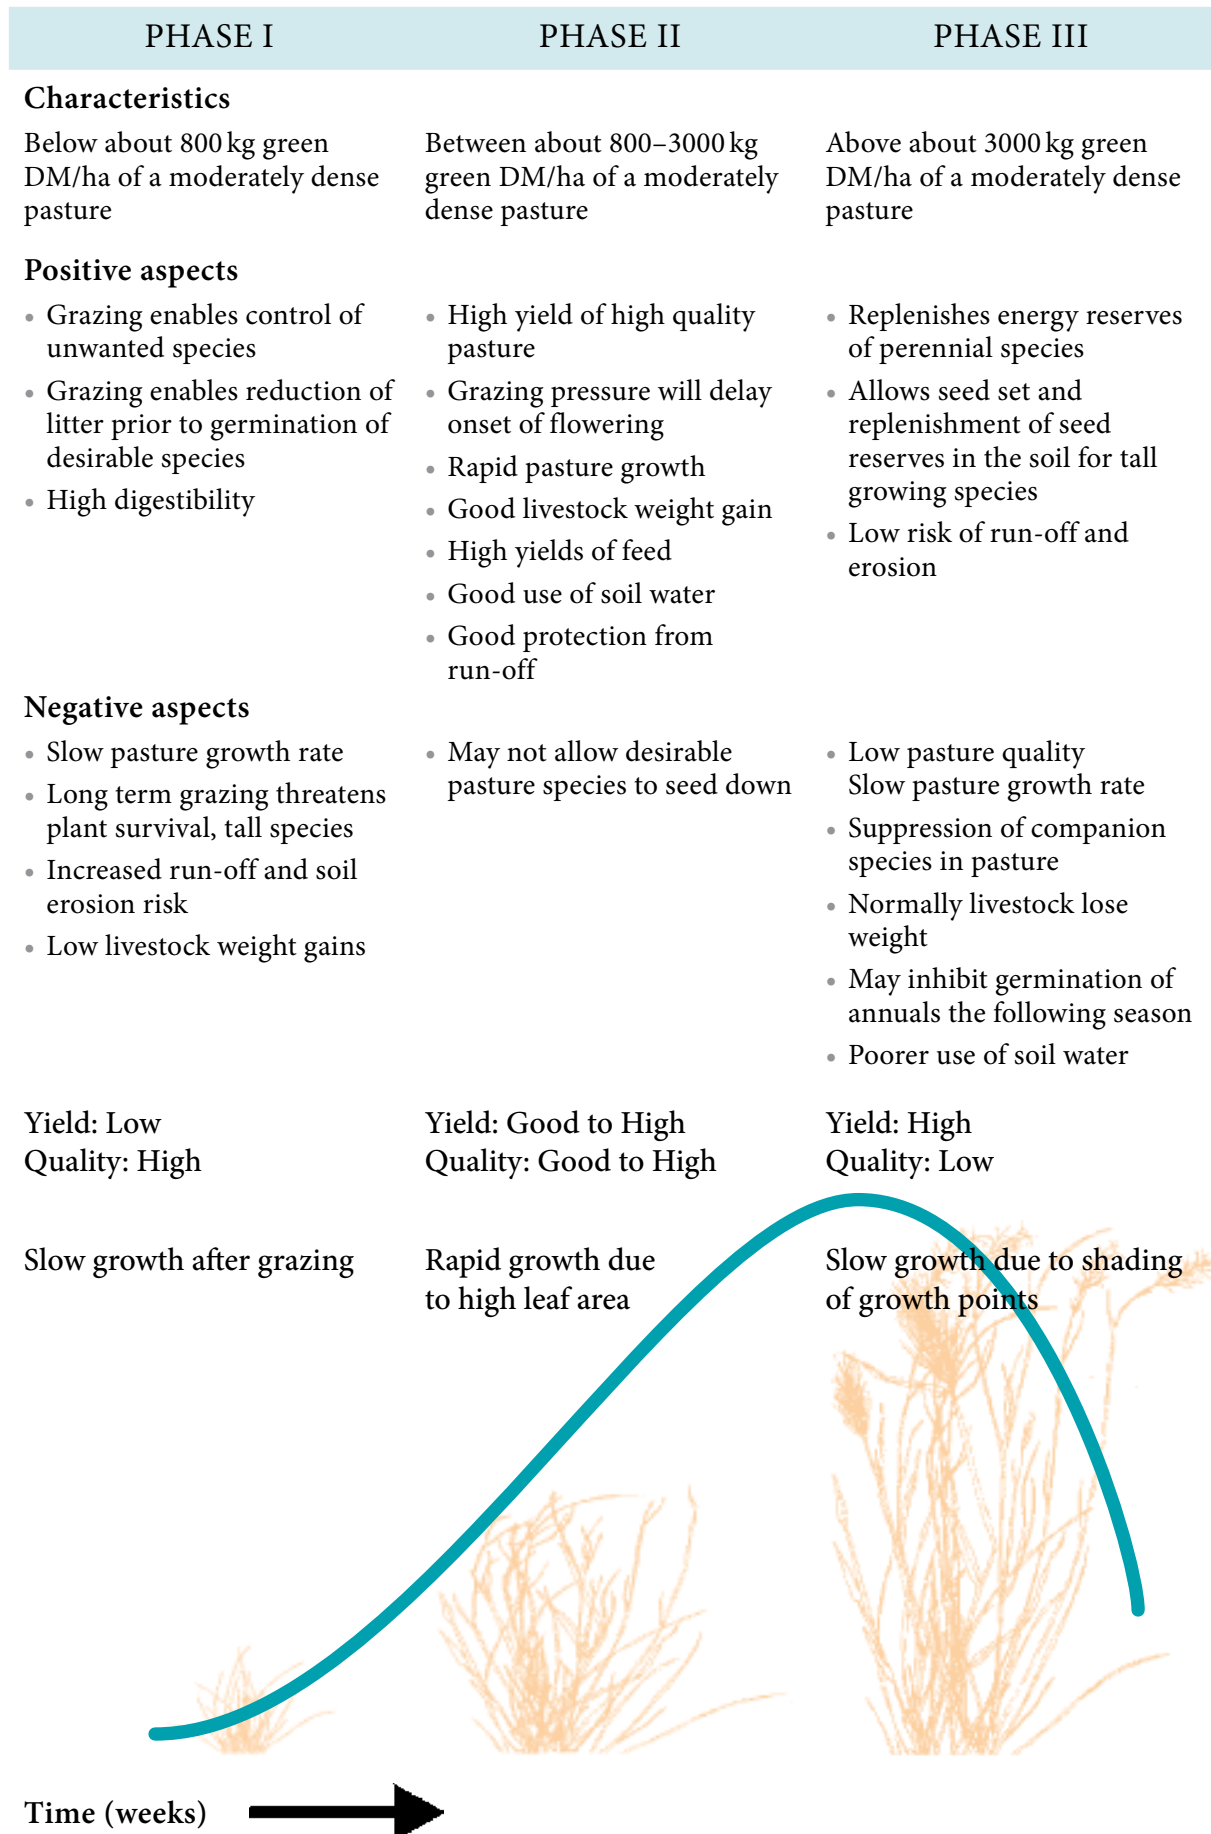 PHASE I
PHASE II
PHASE III
Characteristics
Below about 800 kg green
DM/ha of a moderately dense
pasture
Between about 800–3000 kg
green DM/ha of a moderately
dense pasture
Above about 3000 kg green
DM/ha of a moderately dense
pasture
Positive aspects
• Grazing enables control of
unwanted species
• Grazing enables reduction of
litter prior to germination of
desirable species
• High digestibility
• High yield of high quality
pasture
• Grazing pressure will delay
onset of flowering
• Rapid pasture growth
• Good livestock weight gain
• High yields of feed
• Good use of soil water
• Good protection from
run-off
• Replenishes energy reserves
of perennial species
• Allows seed set and
replenishment of seed
reserves in the soil for tall
growing species
• Low risk of run-off and
erosion
Negative aspects
• Slow pasture growth rate
• Long term grazing threatens
plant survival, tall species
• Increased run-off and soil
erosion risk
• Low livestock weight gains
• May not allow desirable
pasture species to seed down
• Low pasture quality
Slow pasture growth rate
• Suppression of companion
species in pasture
• Normally livestock lose
weight
• May inhibit germination of
annuals the following season
• Poorer use of soil water
Yield: Low
Quality: High
Yield: Good to High
Quality: Good to High
Yield: High
Quality: Low
Slow growth after grazing
Rapid growth due
to high leaf area
Slow growth due to shading
of growth points
Time (weeks)